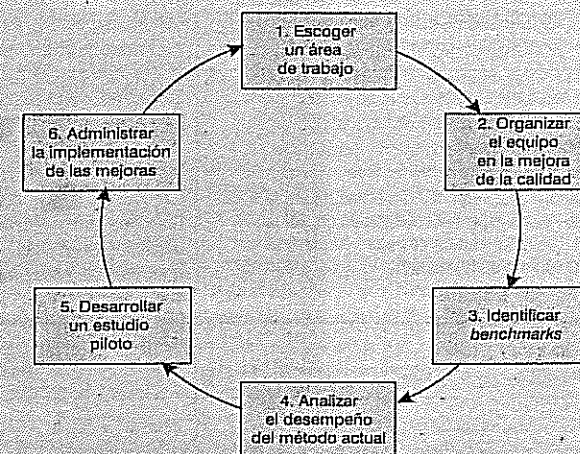 1. Escoger
un área
de trabajo
2. Organizar
el equipo
en la mejora
de la calidad
3. Identificar
benchmarks
4. Analizar
el desempeño
del método actual
5. Desarrollar
un estudio
piloto
6. Administrar
la implementación
de las mejoras